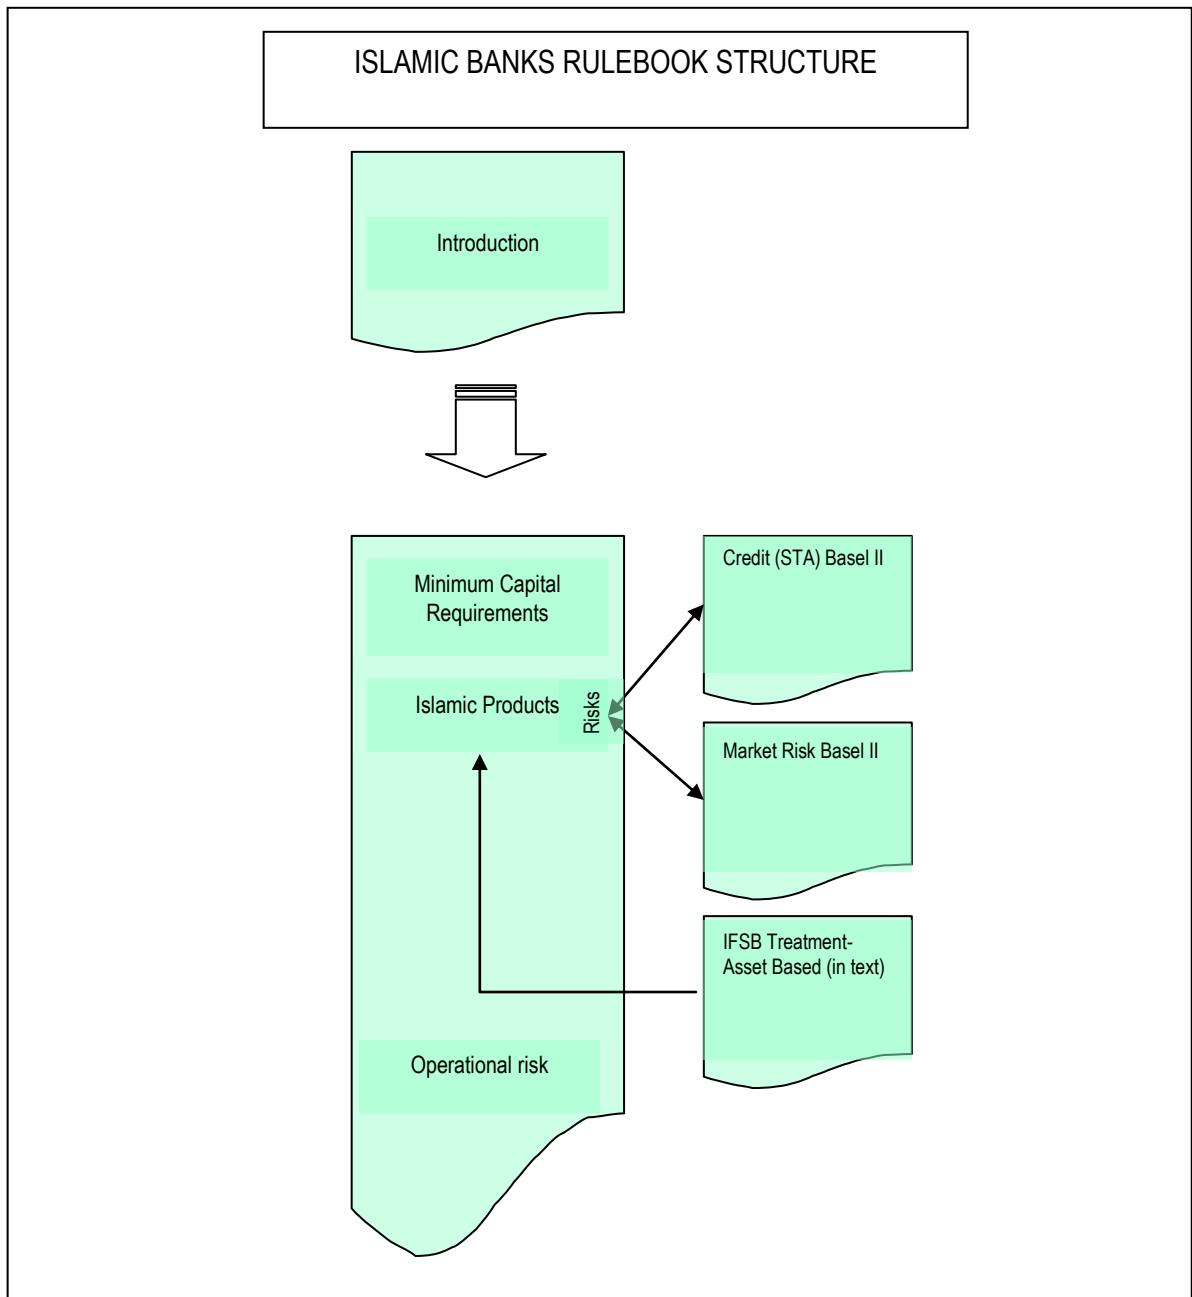 ISLAMIC BANKS RULEBOOK STRUCTURE
Introduction
Minimum Capital
Requirements
Islamic Products
Risks
Operational risk
Credit (STA) Basel II
Market Risk Basel II
IFSB Treatment-
Asset Based (in text)